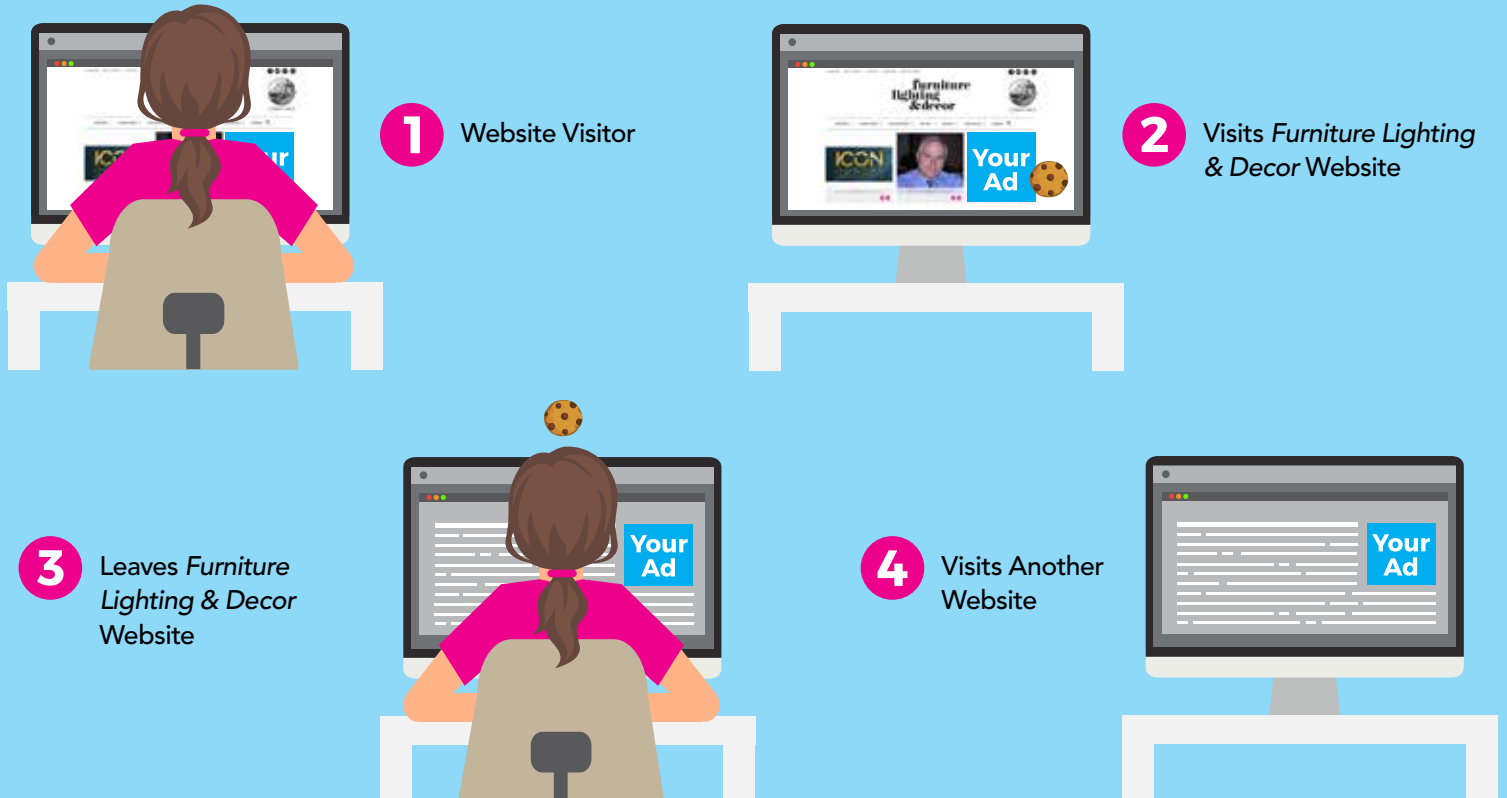 ur
1
Website Visitor
furniture
lighting
& decor
ICON
Your
Ad
2
Visits Furniture Lighting
& Decor Website
3
Leaves Furniture
Lighting & Decor
Website
Your
Ad
4
Visits Another
Website
Your
Ad